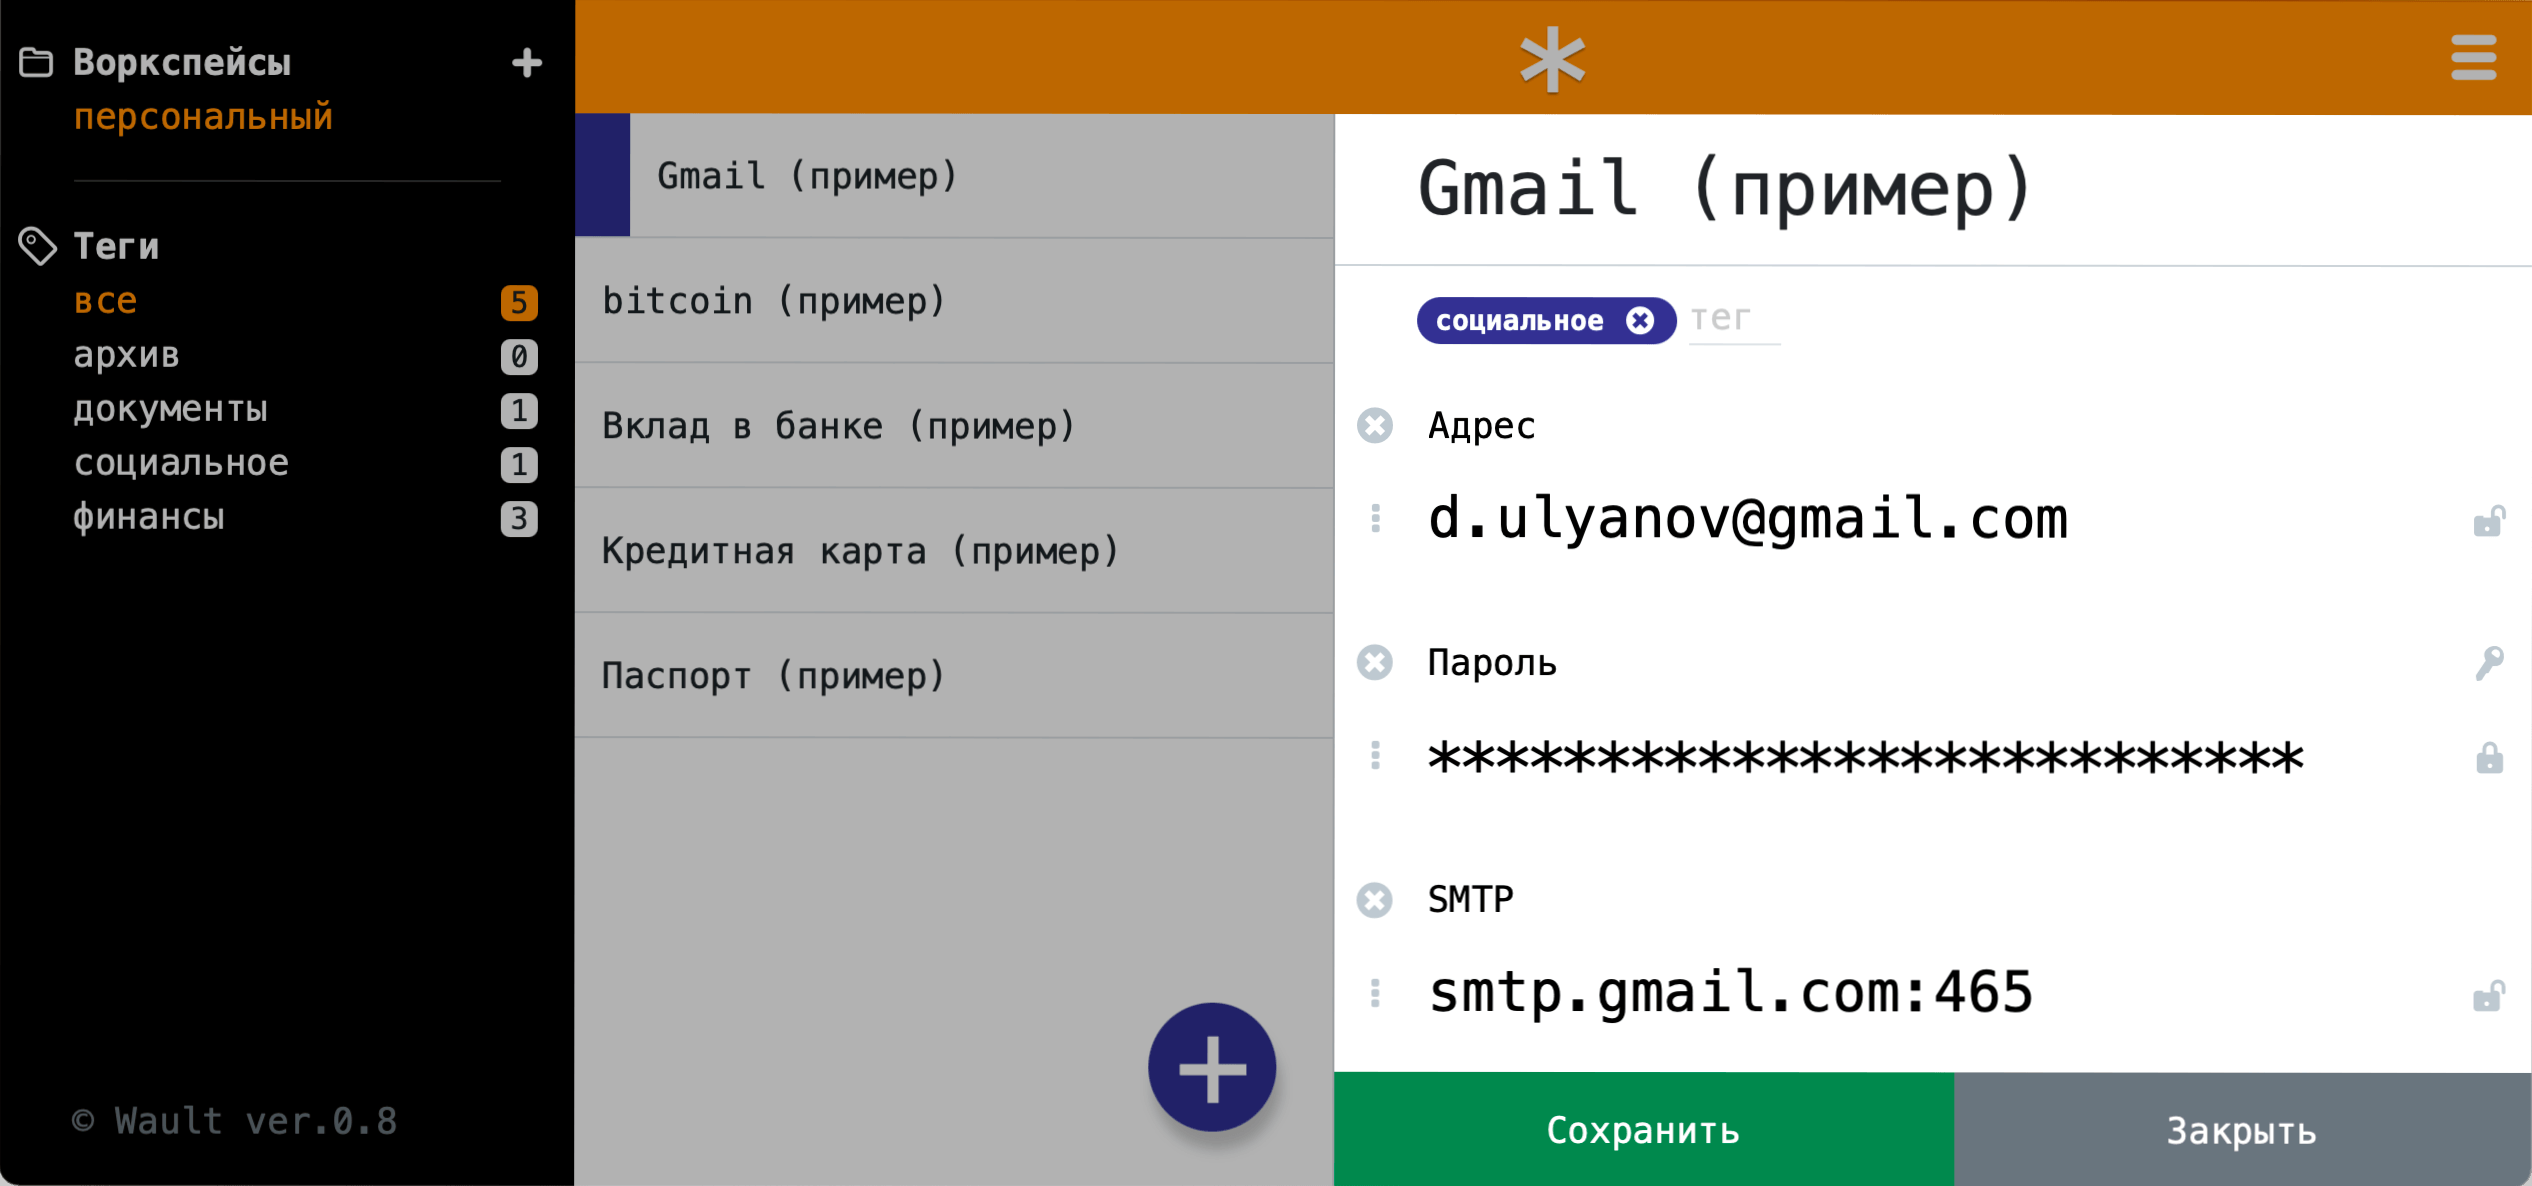 Воркспейсы
персональный
Теги
все 5
архив 0
документы 1
социальное 1
финансы 3
© Wault ver.0.8
Gmail (пример)
bitcoin (пример)
Вклад в банке (пример)
Кредитная карта (пример)
Паспорт (пример)
Gmail (пример)
социальное тег
Адрес
d.ulyanov@gmail.com
Пароль
**************************
SMTP
smtp.gmail.com:465
Сохранить Закрыть